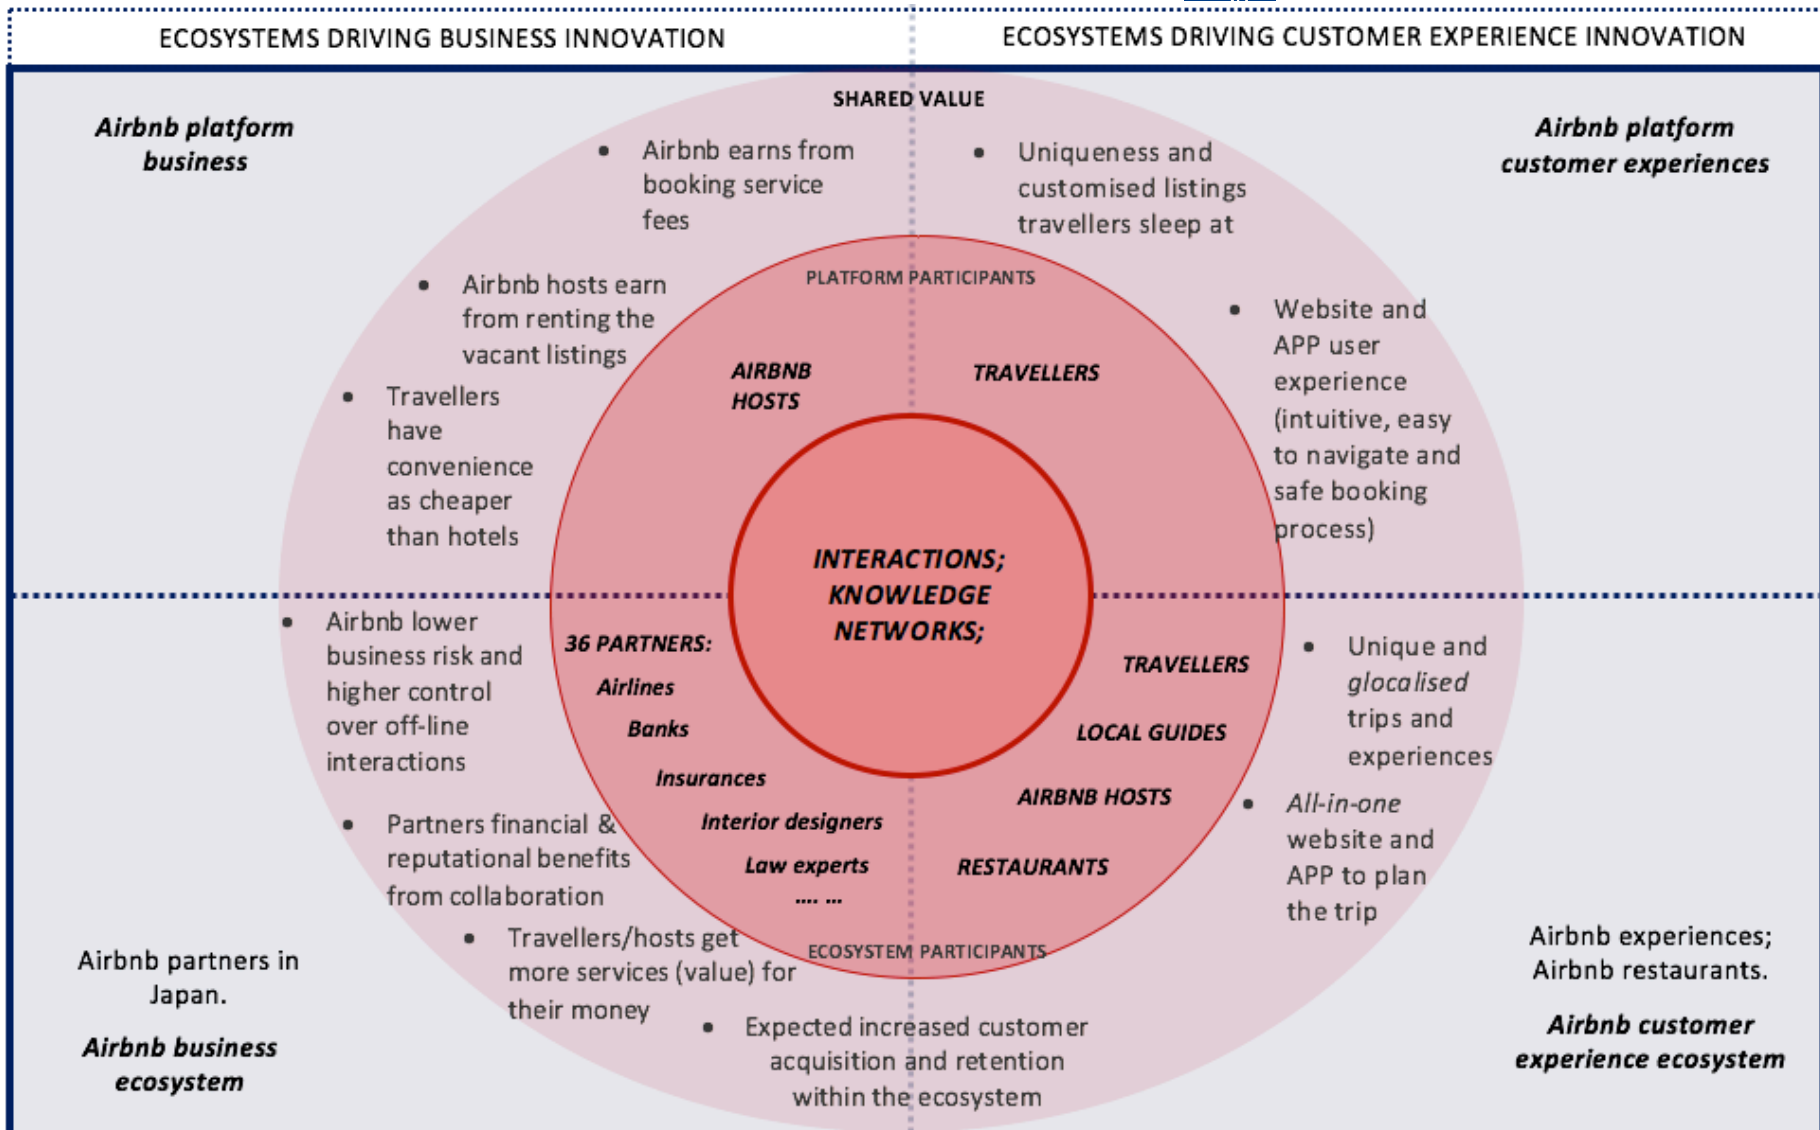 ECOSYSTEMS DRIVING BUSINESS INNOVATION
ECOSYSTEMS DRIVING CUSTOMER EXPERIENCE INNOVATION
SHARED VALUE
Airbnb platform
business
Airbnb platform
customer experiences
• Airbnb earns from
booking service
fees
• Uniqueness and
customised listings
travellers sleep at
• Airbnb hosts earn
from renting the
vacant listings
• Travellers
have
convenience
as cheaper
than hotels
PLATFORM PARTICIPANTS
AIRBNB
HOSTS
TRAVELLERS
• Website and
APP user
experience
(intuitive, easy
to navigate and
safe booking
process)
INTERACTIONS;
KNOWLEDGE
NETWORKS;
• Airbnb lower
business risk and
higher control
over off-line
interactions
• Partners financial &
reputational benefits
from collaboration
• Travellers/hosts get
more services (value) for
their money
36 PARTNERS:
Airlines
Banks
Insurances
Interior designers
Law experts
.... ...
TRAVELLERS
LOCAL GUIDES
AIRBNB HOSTS
RESTAURANTS
ECOSYSTEM PARTICIPANTS
• Unique and
glocalised
trips and
experiences
• All-in-one
website and
APP to plan
the trip
• Expected increased customer
acquisition and retention
within the ecosystem
Airbnb partners in
Japan.
Airbnb business
ecosystem
Airbnb experiences;
Airbnb restaurants.
Airbnb customer
experience ecosystem